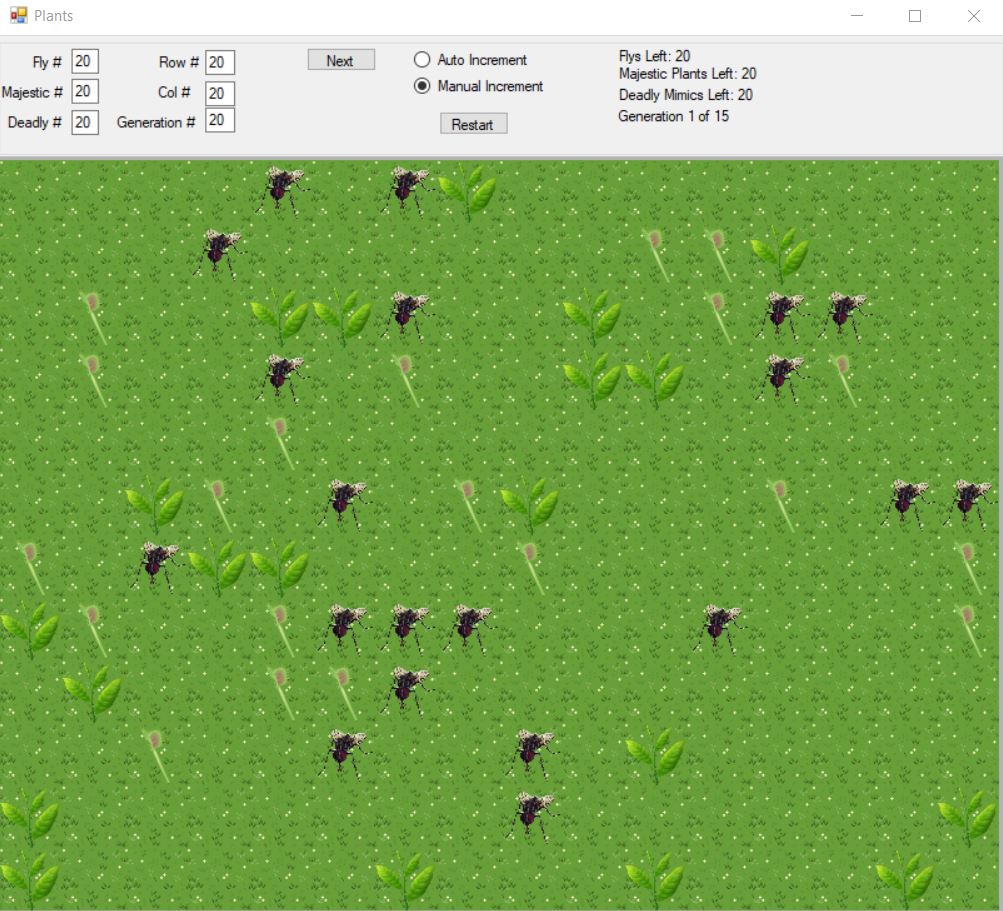 Plants
Fly # 20 Row # 20 Next Auto Increment Flys Left: 20
Majestic Plants Left: 20
Majestic # 20 Col # 20 Manual Increment Deadly Mimics Left: 20
Deadly # 20 Generation # 20 Restart Generation 1 of 15